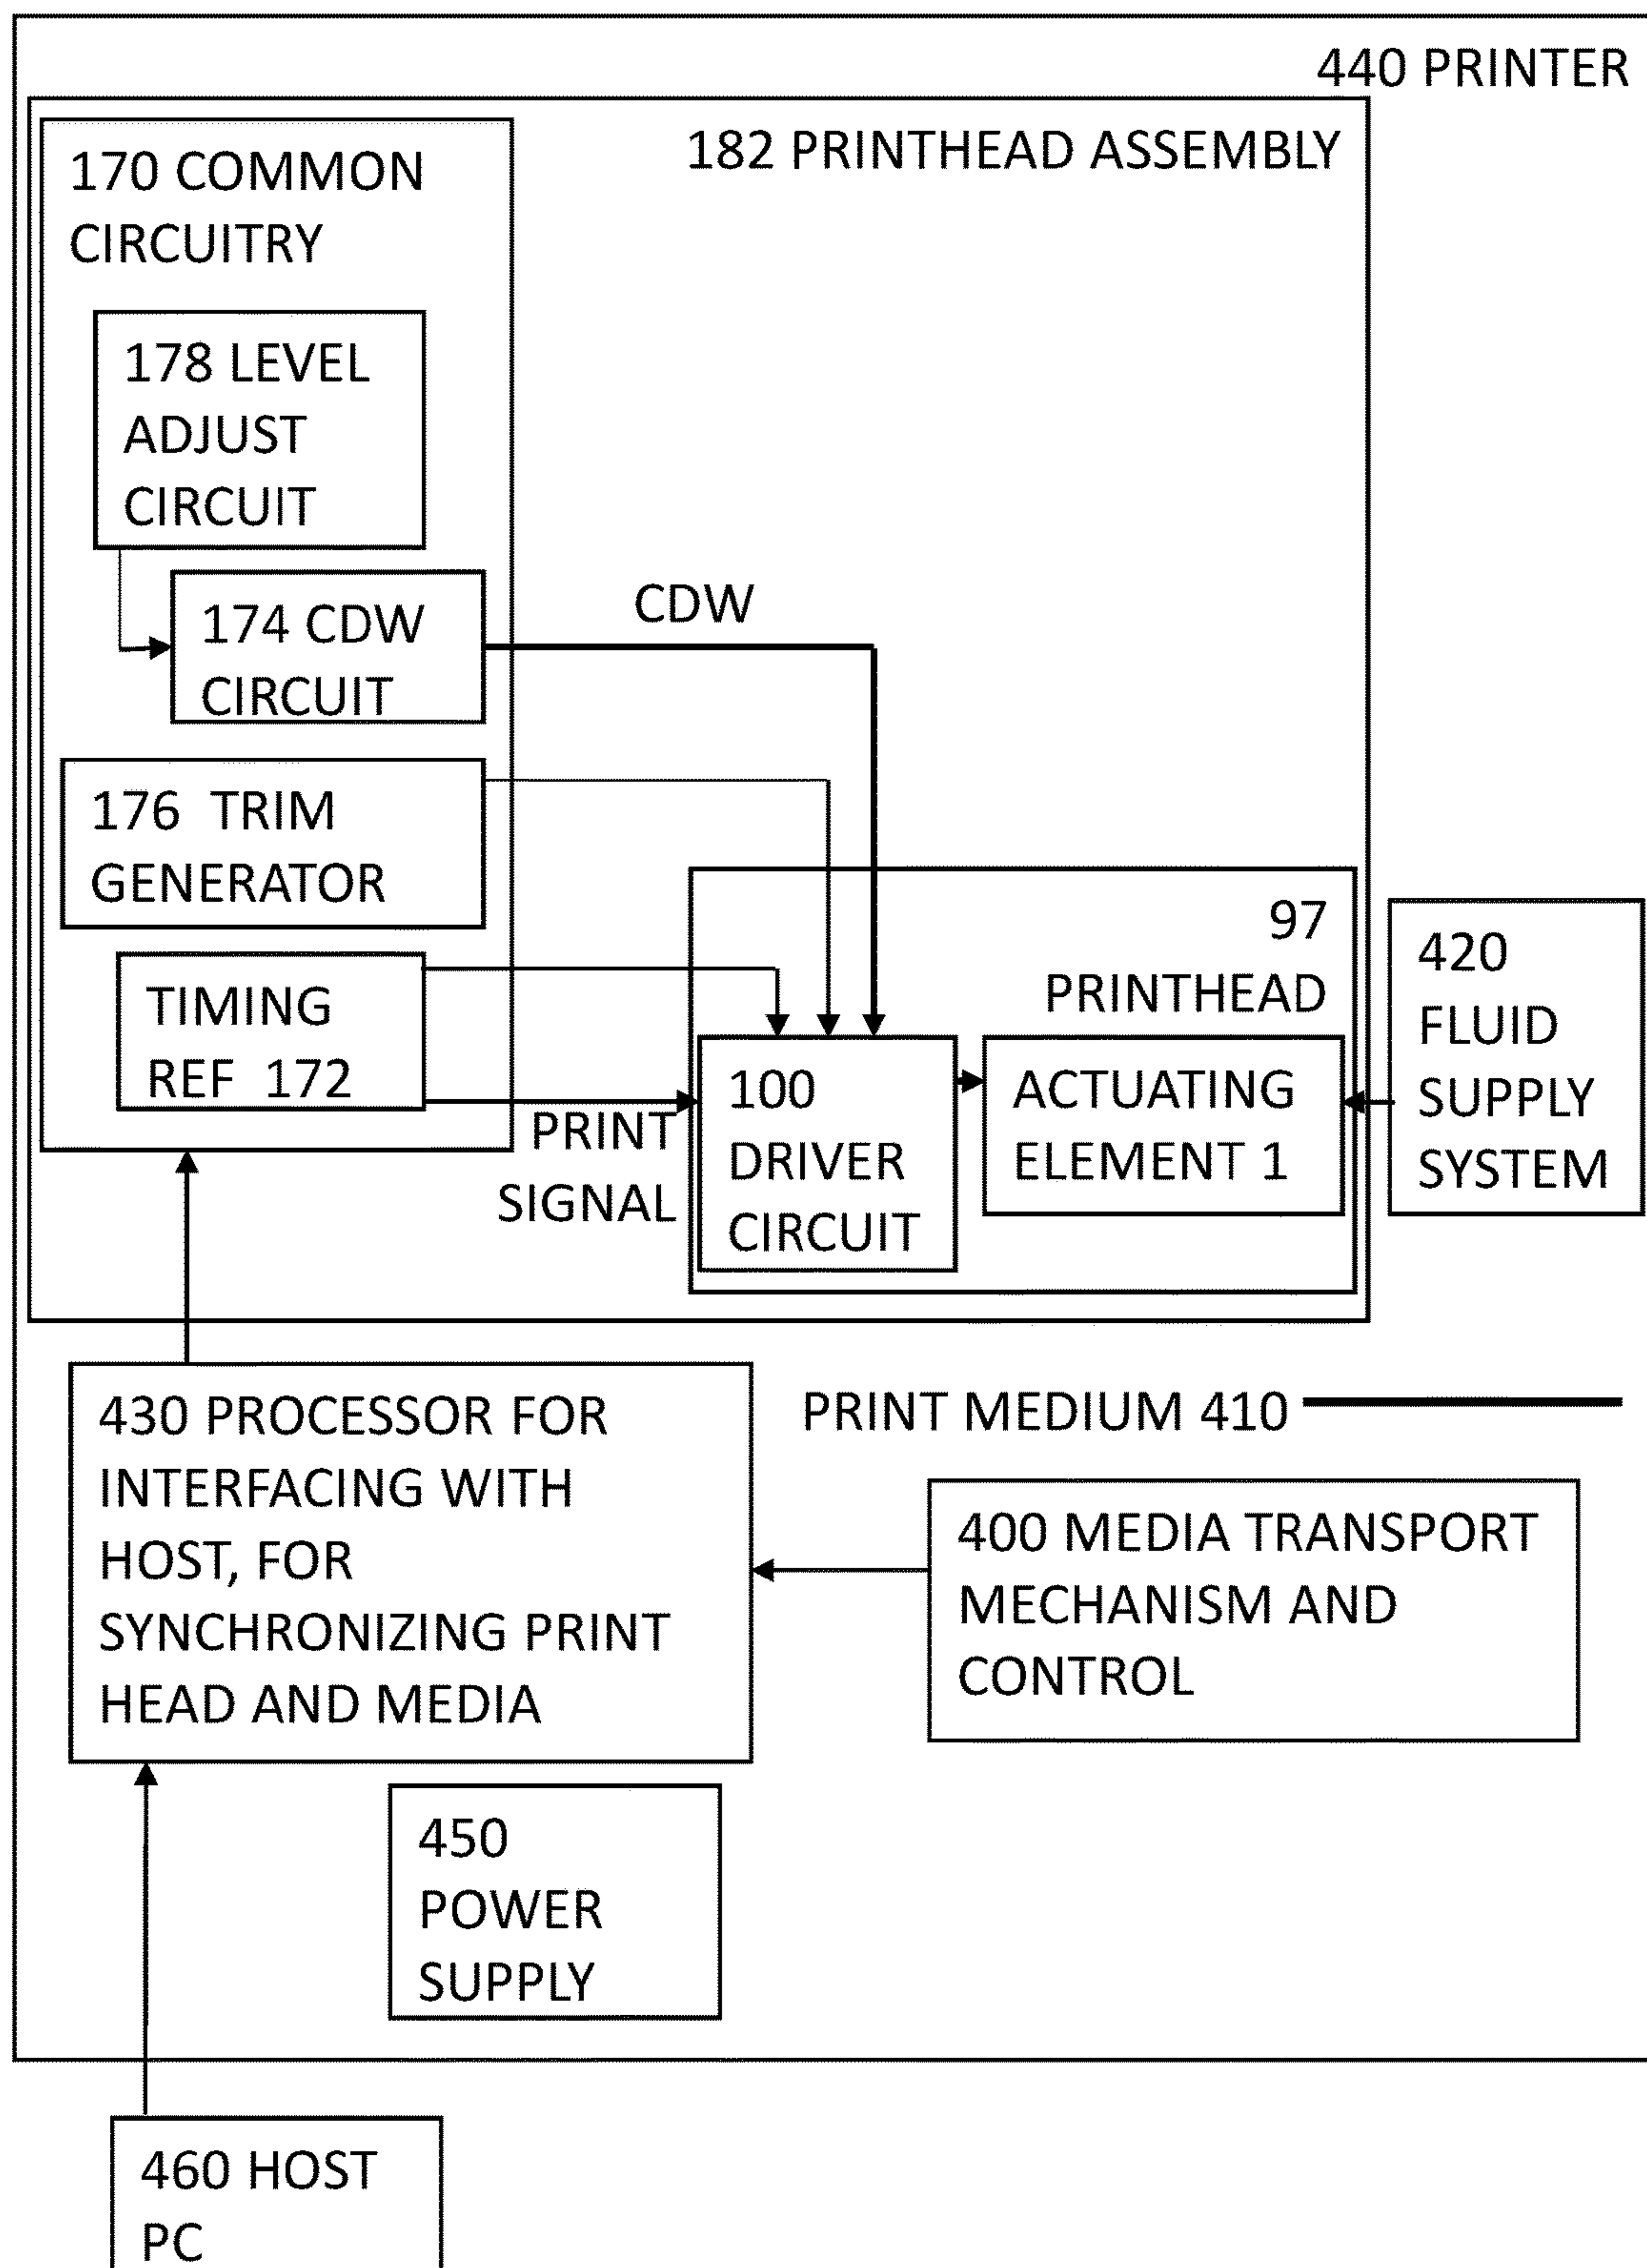 440 PRINTER
182 PRINTHEAD ASSEMBLY
170 COMMON
CIRCUITRY
178 LEVEL
ADJUST
CIRCUIT
174 CDW
CIRCUIT
CDW
176 TRIM
GENERATOR
TIMING
REF 172
PRINT
SIGNAL
97
PRINTHEAD
100
DRIVER
CIRCUIT
ACTUATING
ELEMENT 1
420
FLUID
SUPPLY
SYSTEM
430 PROCESSOR FOR
INTERFACING WITH
HOST, FOR
SYNCHRONIZING PRINT
HEAD AND MEDIA
PRINT MEDIUM 410
400 MEDIA TRANSPORT
MECHANISM AND
CONTROL
450
POWER
SUPPLY
460 HOST
PC